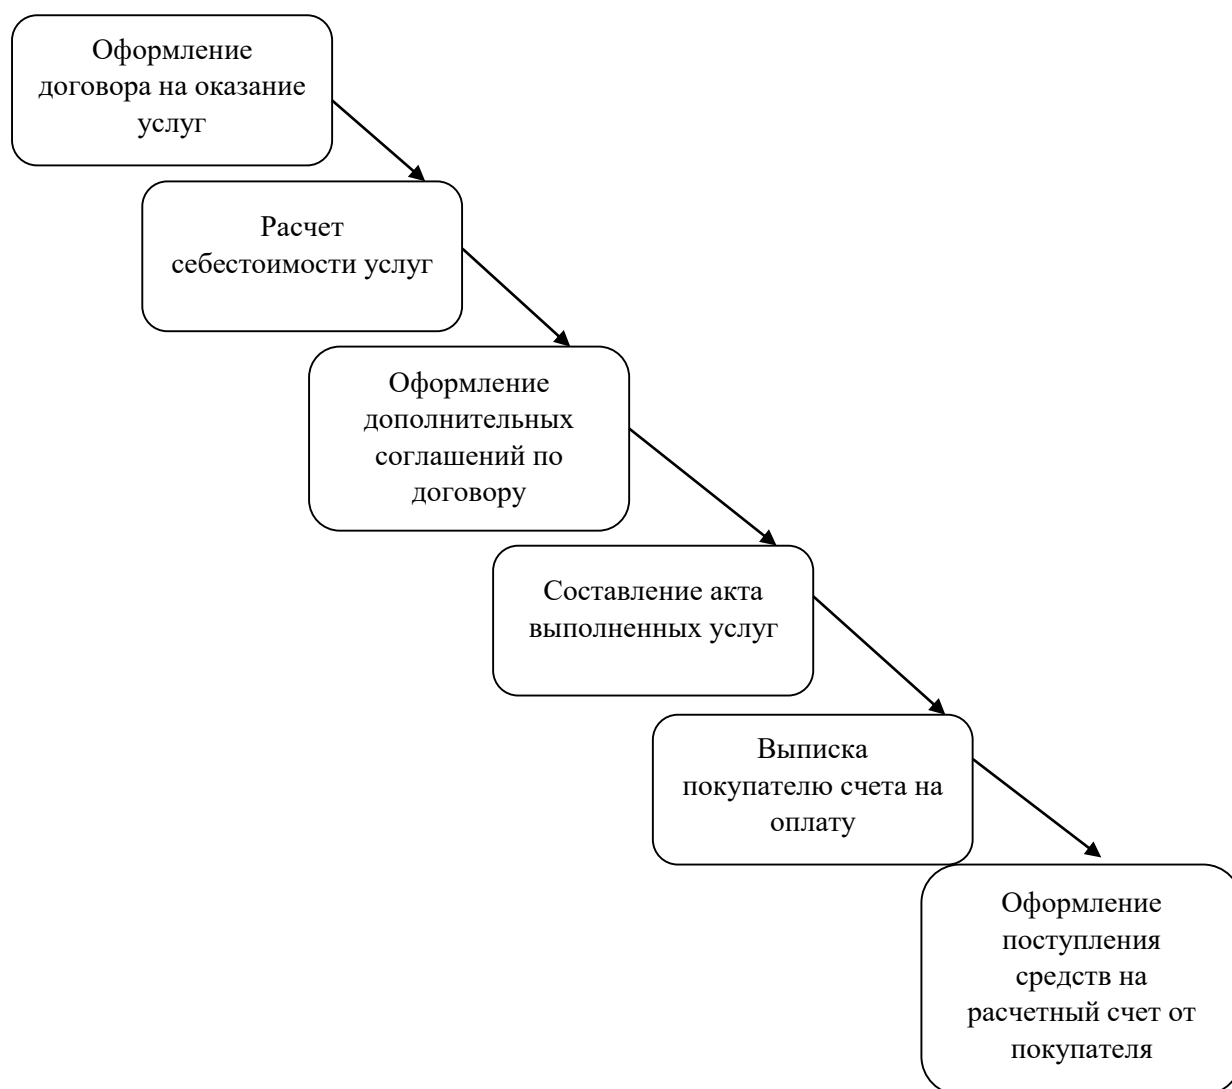 Оформление
договора на оказание
услуг
Расчет
себестоимости услуг
Оформление
дополнительных
соглашений по
договору
Составление акта
выполненных услуг
Выписка
покупателю счета на
оплату
Оформление
поступления
средств на
расчетный счет от
покупателя